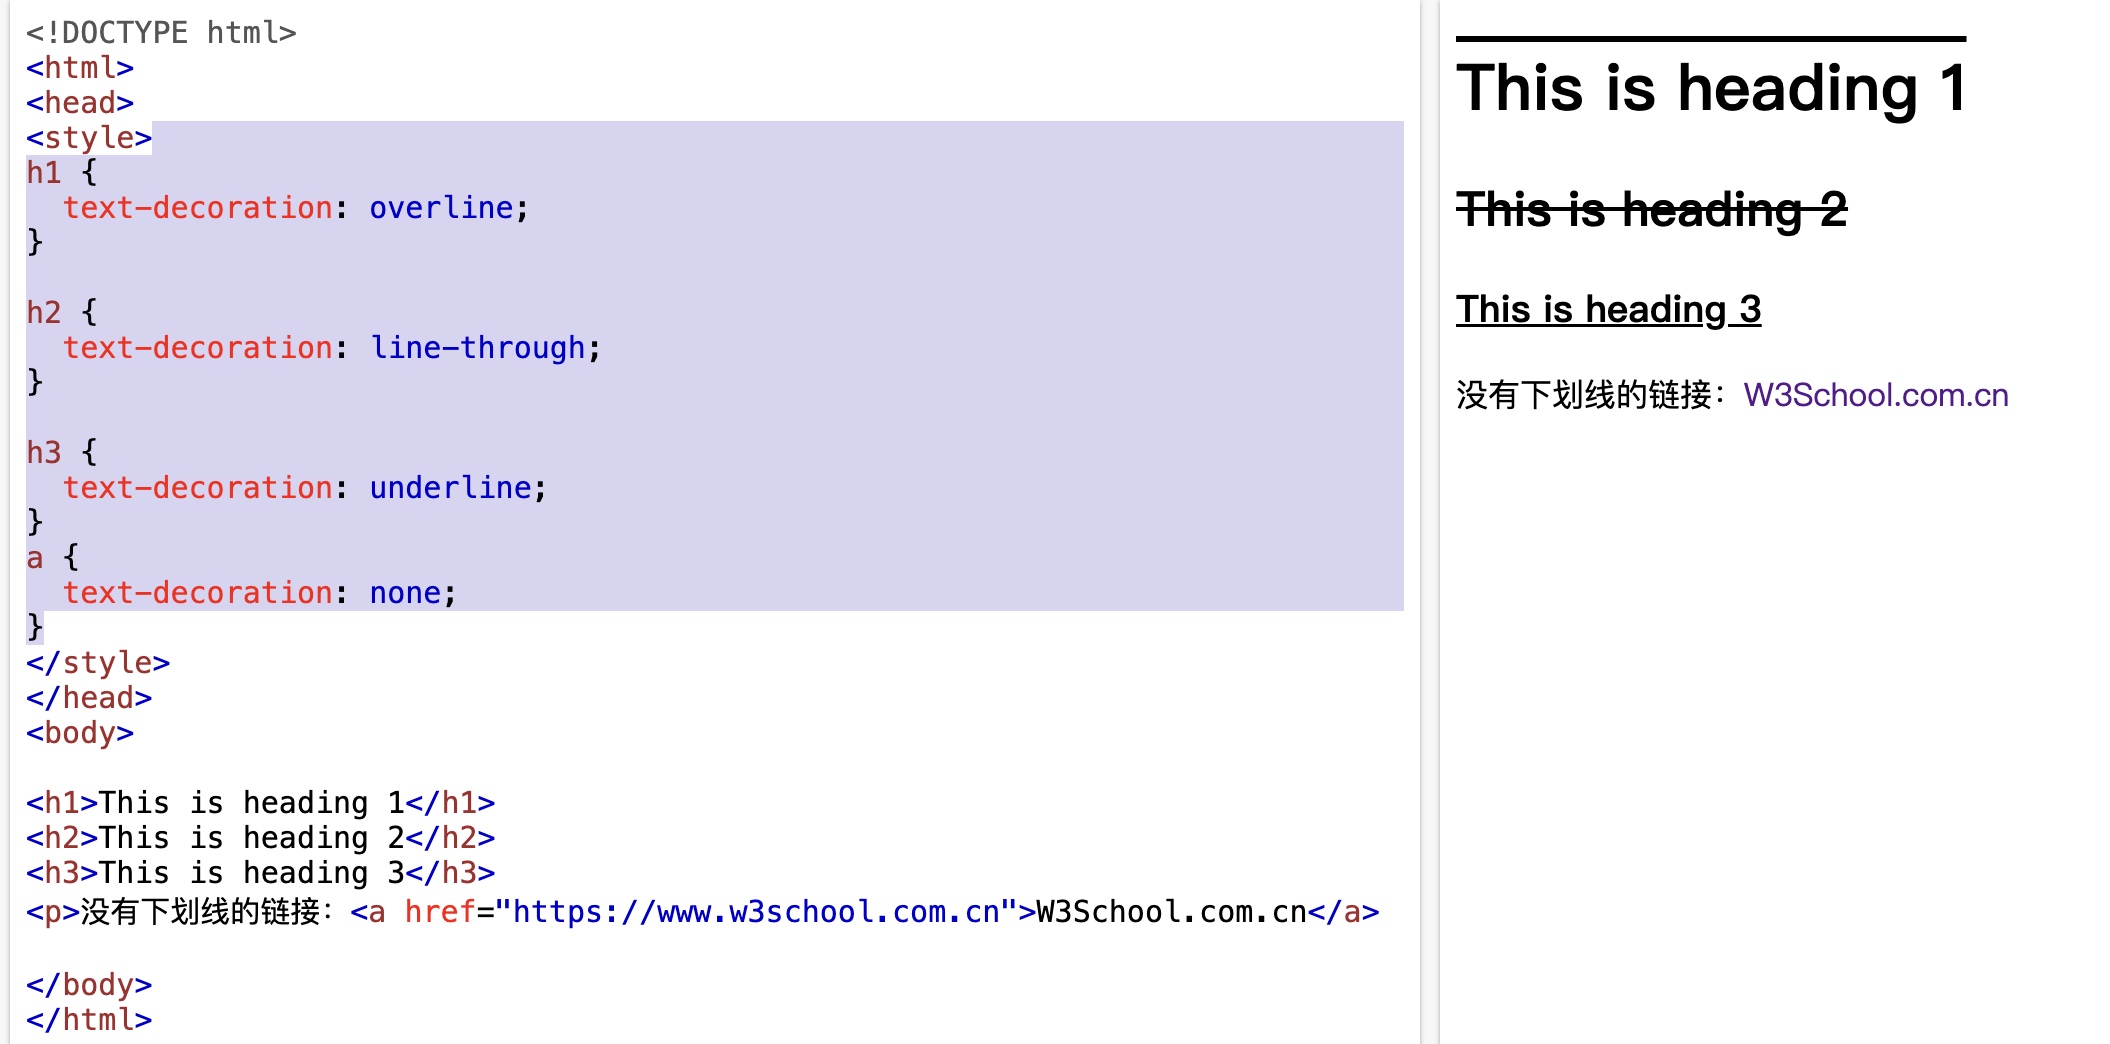 <!DOCTYPE html>
<html>
<head>
<style>
h1 {
  text-decoration: overline;
}

h2 {
  text-decoration: line-through;
}

h3 {
  text-decoration: underline;
}
a {
  text-decoration: none;
}
</style>
</head>
<body>

<h1>This is heading 1</h1>
<h2>This is heading 2</h2>
<h3>This is heading 3</h3>
<p>没有下划线的链接：<a href="https://www.w3school.com.cn">W3School.com.cn</a>

</body>
</html>
This is heading 1
This is heading 2
This is heading 3
没有下划线的链接：W3School.com.cn